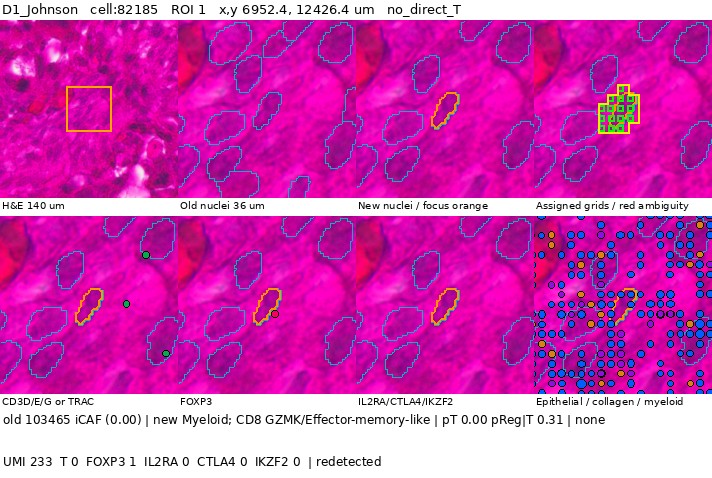 D1_Johnson cell:82185 ROI 1 x,y 6952.4, 12426.4 um no_direct_T
H&E 140 um
Old nuclei 36 um
New nuclei / focus orange
Assigned grids / red ambiguity
CD3D/E/G or TRAC
FOXP3
IL2RA/CTLA4/IKZF2
Epithelial / collagen / myeloid
old 103465 iCAF (0.00) | new Myeloid; CD8 GZMK/Effector-memory-like | pT 0.00 pReg|T 0.31 | none
UMI 233 T 0 FOXP3 1 IL2RA 0 CTLA4 0 IKZF2 0 | redetected